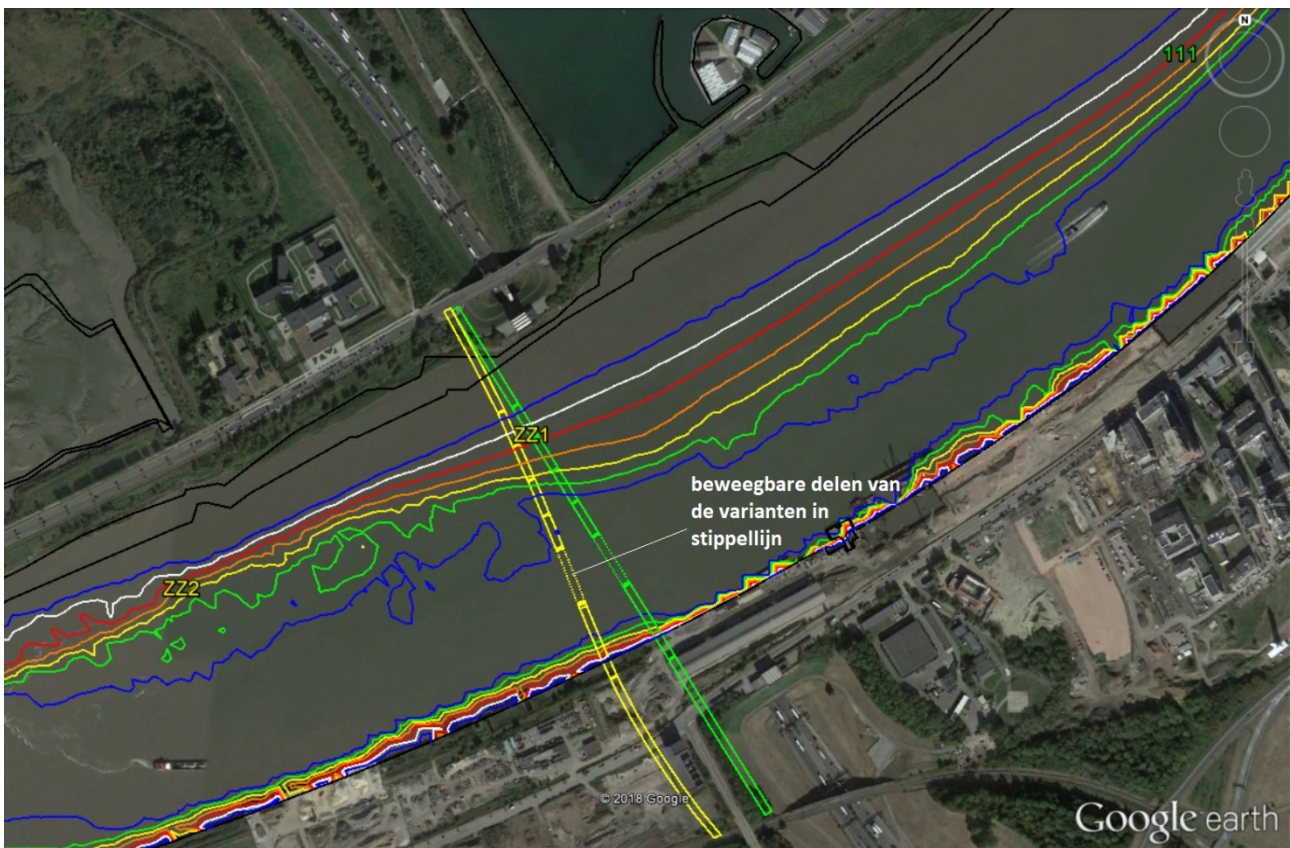 N
111
ZZ1
beweegbare delen van
de varianten in
stippellijn
ZZ2
© 2018 Google
Google earth